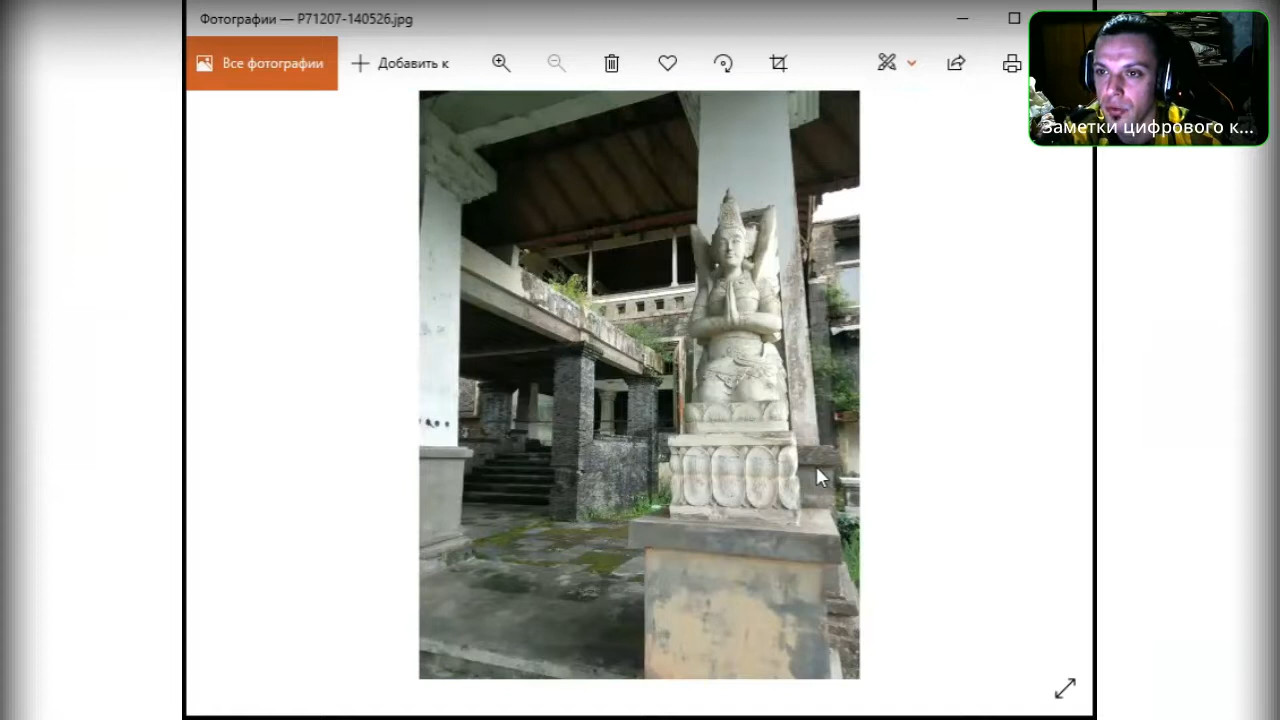 Фотографии — P71207-140526.jpg
Все фотографии
Добавить к
Заметки цифрового к...